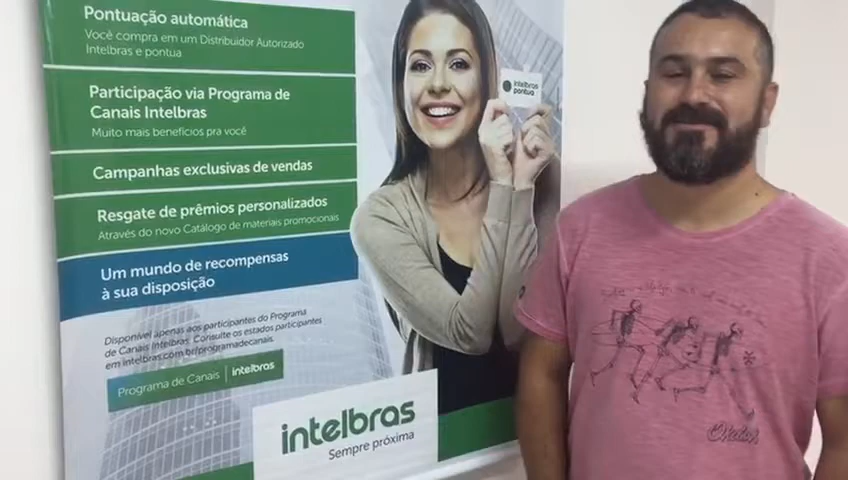 Pontuação automática
Você compra em um Distribuidor Autorizado
Intelbras e pontua
Participação via Programa de
Canais Intelbras
Muito mais benefícios pra você
Campanhas exclusivas de vendas
Resgate de prêmios personalizados
Através do novo Catálogo de materiais promocionais
Um mundo de recompensas
à sua disposição
Disponível apenas aos participantes do Programa
de Canais Intelbras. Consulte os estados participantes
em intelbras.com.br/programadecanais.
Programa de Canais | intelbras
intelbras
Sempre próxima
intelbras
pontua